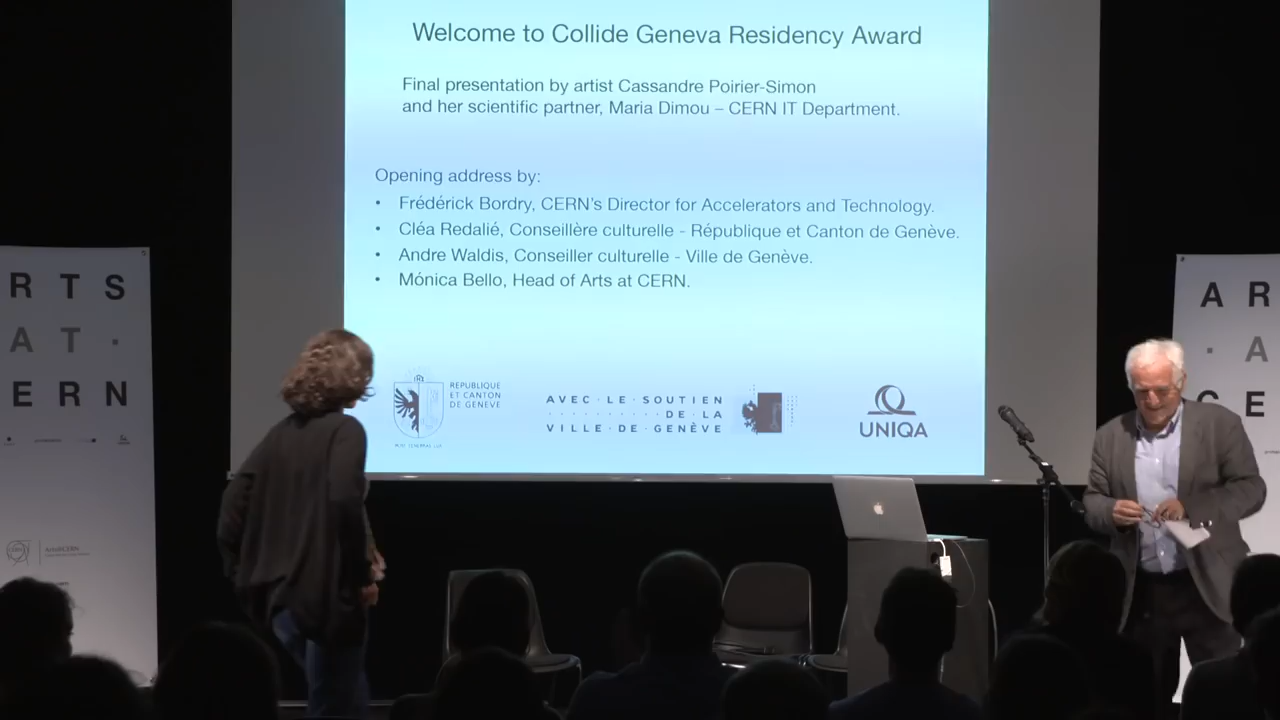 Welcome to Collide Geneva Residency Award
Final presentation by artist Cassandre Poirier-Simon
and her scientific partner, Maria Dimou – CERN IT Department.
Opening address by:
• Frédérick Bordry, CERN's Director for Accelerators and Technology.
• Cléa Redalié, Conseillère culturelle - République et Canton de Genève.
• Andre Waldis, Conseiller culturelle - Ville de Genève.
• Mónica Bello, Head of Arts at CERN.
REPUBLIQUE
ET CANTON
DE GENEVE
AVEC·LE·SOUTIEN
DE·LA
VILLE·DE·GENÈVE
UNIQA
RTS
AT·
ERN
CERN
Arts@CERN
AR
·A
CE